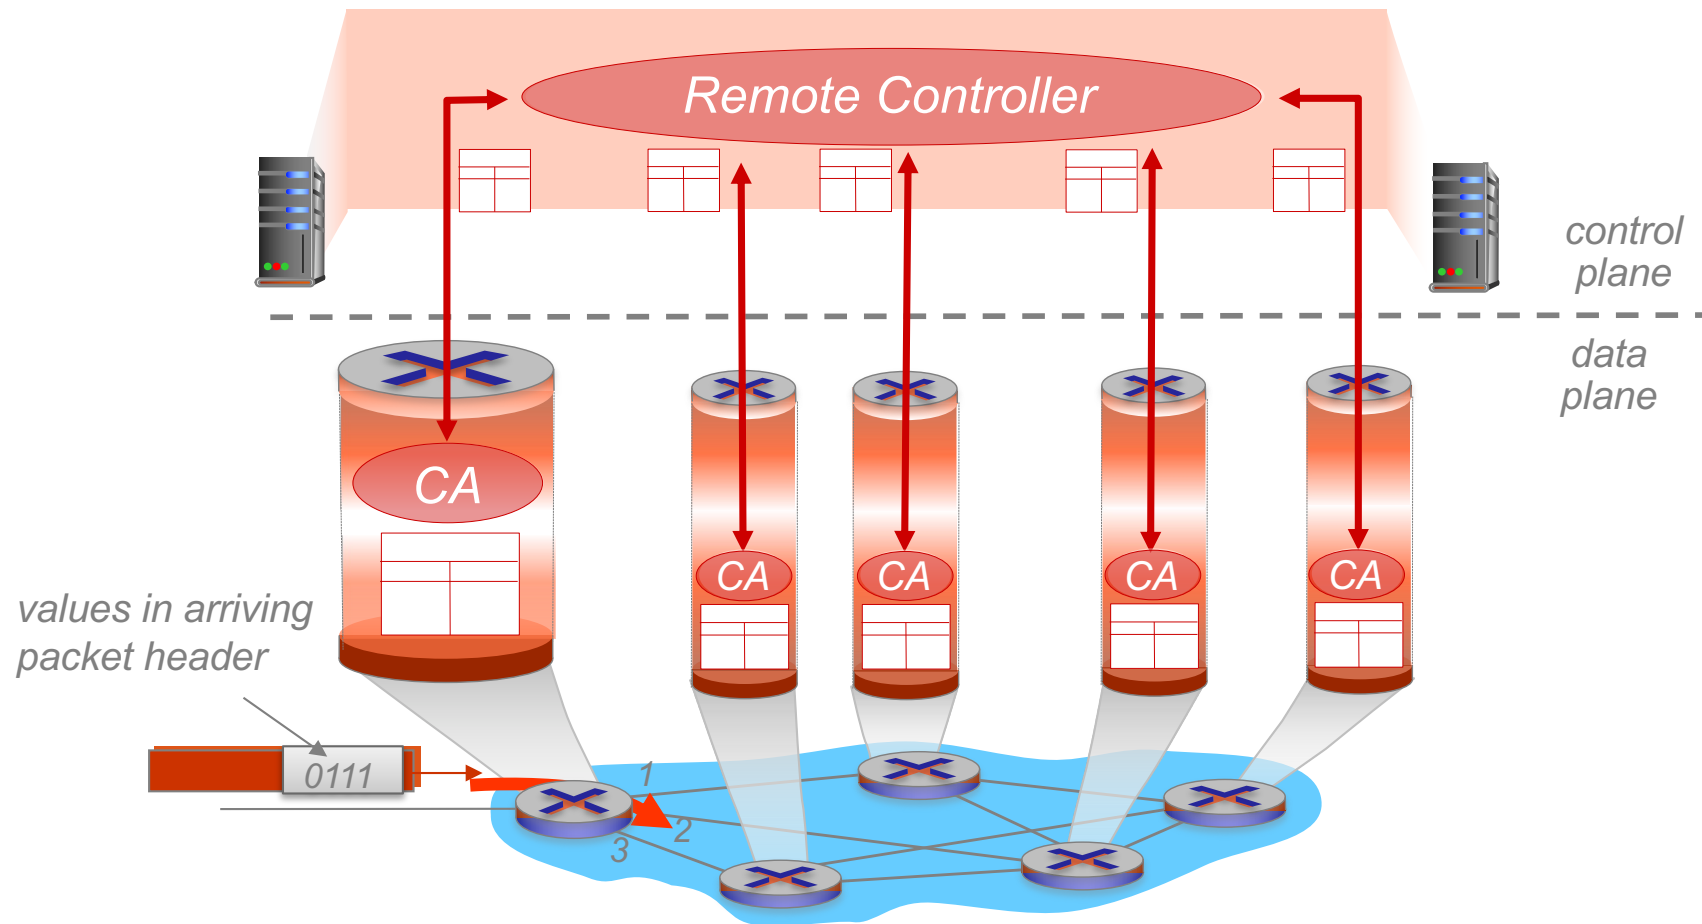 Remote Controller
control
plane
data
plane
CA
CA
CA
CA
CA
values in arriving
packet header
0111
1
2
3